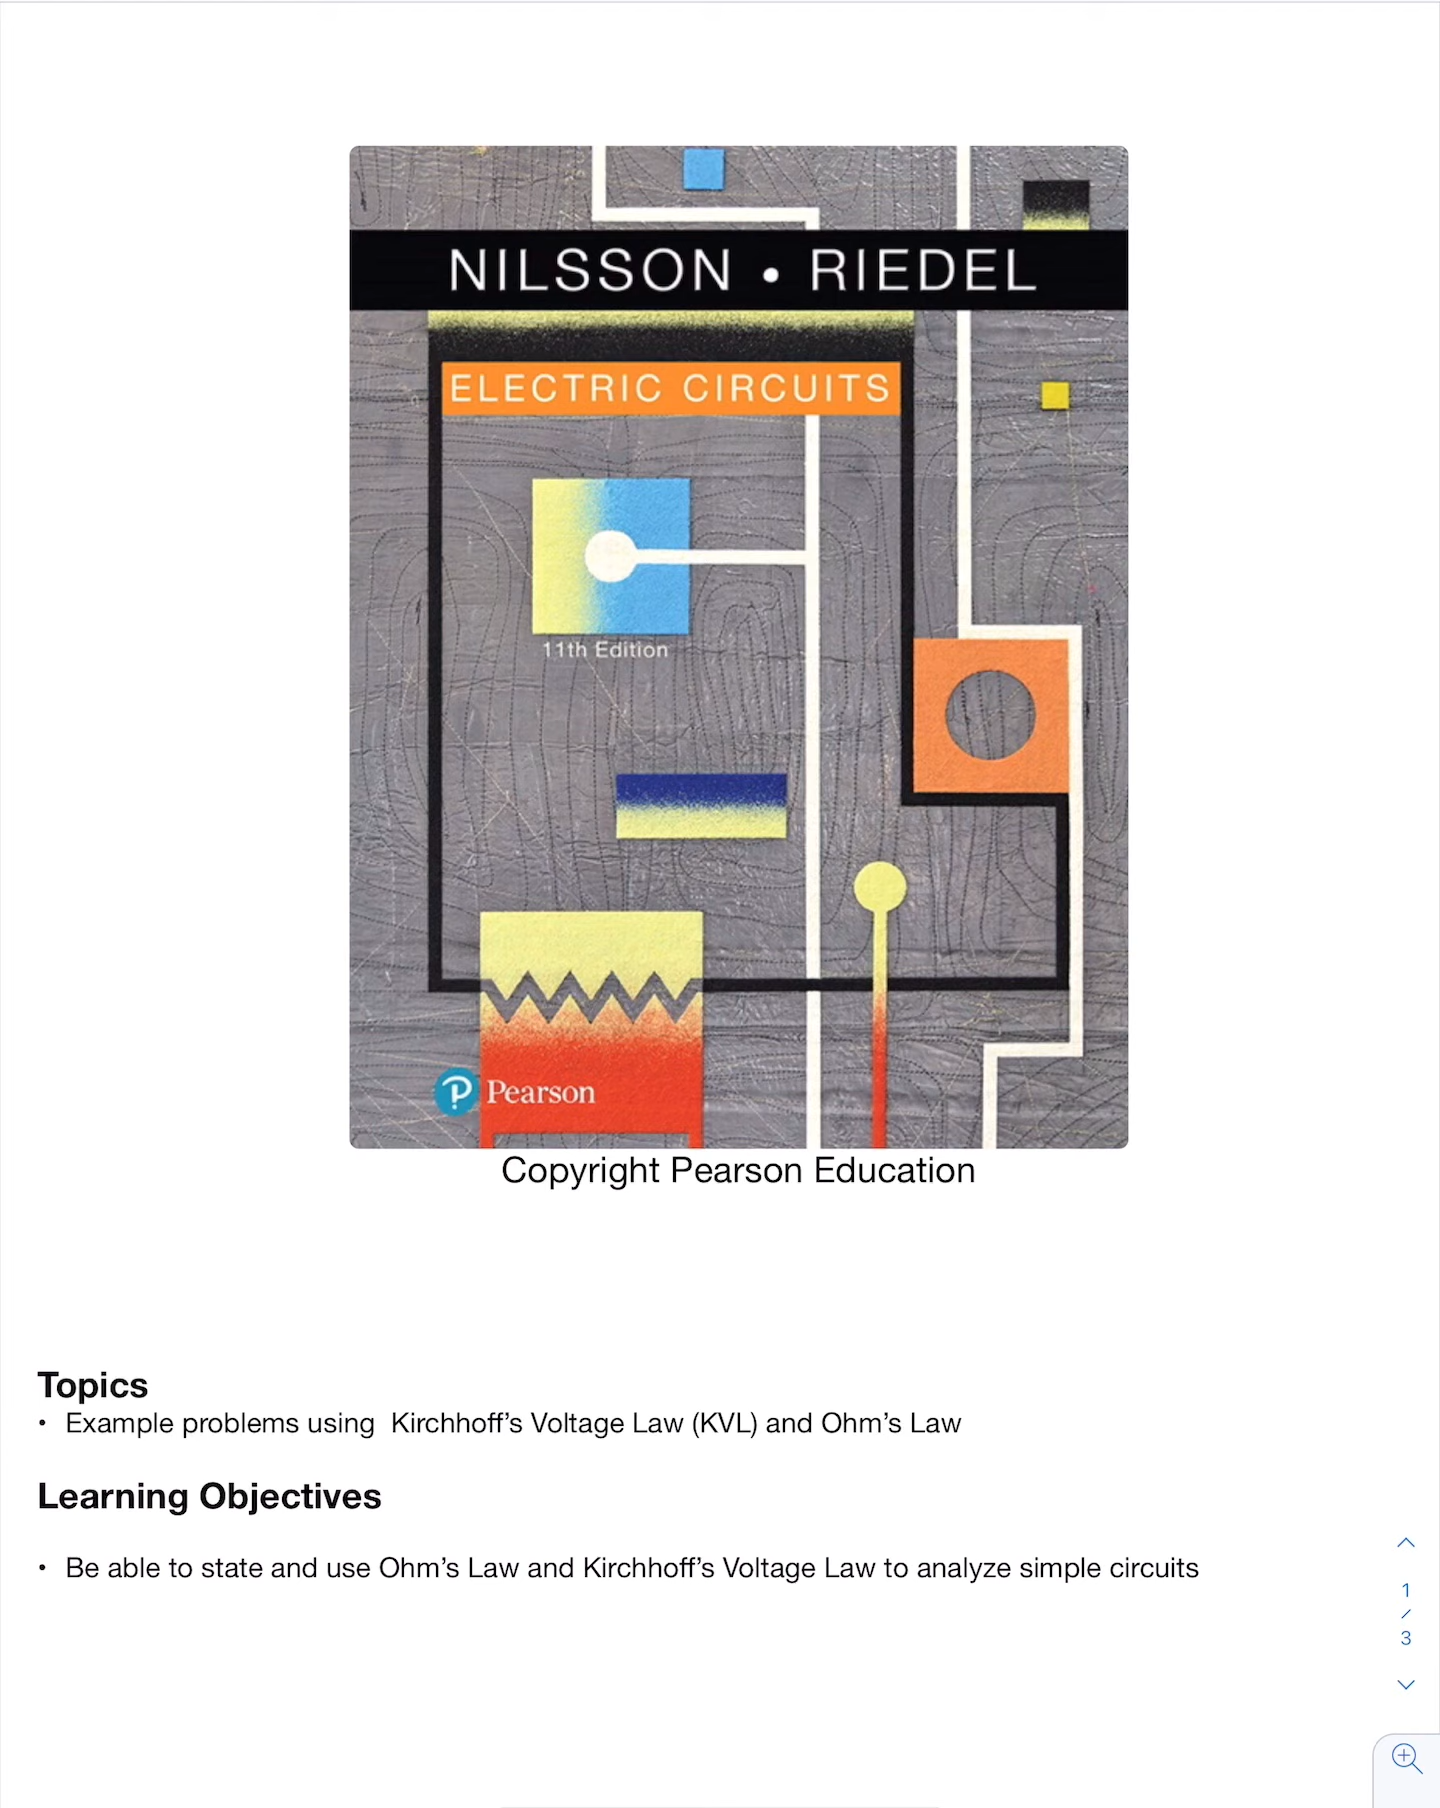 NILSSON • RIEDEL
ELECTRIC CIRCUITS
11th Edition
Pearson
Copyright Pearson Education
Topics
• Example problems using  Kirchhoff’s Voltage Law (KVL) and Ohm’s Law
Learning Objectives
• Be able to state and use Ohm’s Law and Kirchhoff’s Voltage Law to analyze simple circuits
1
/
3